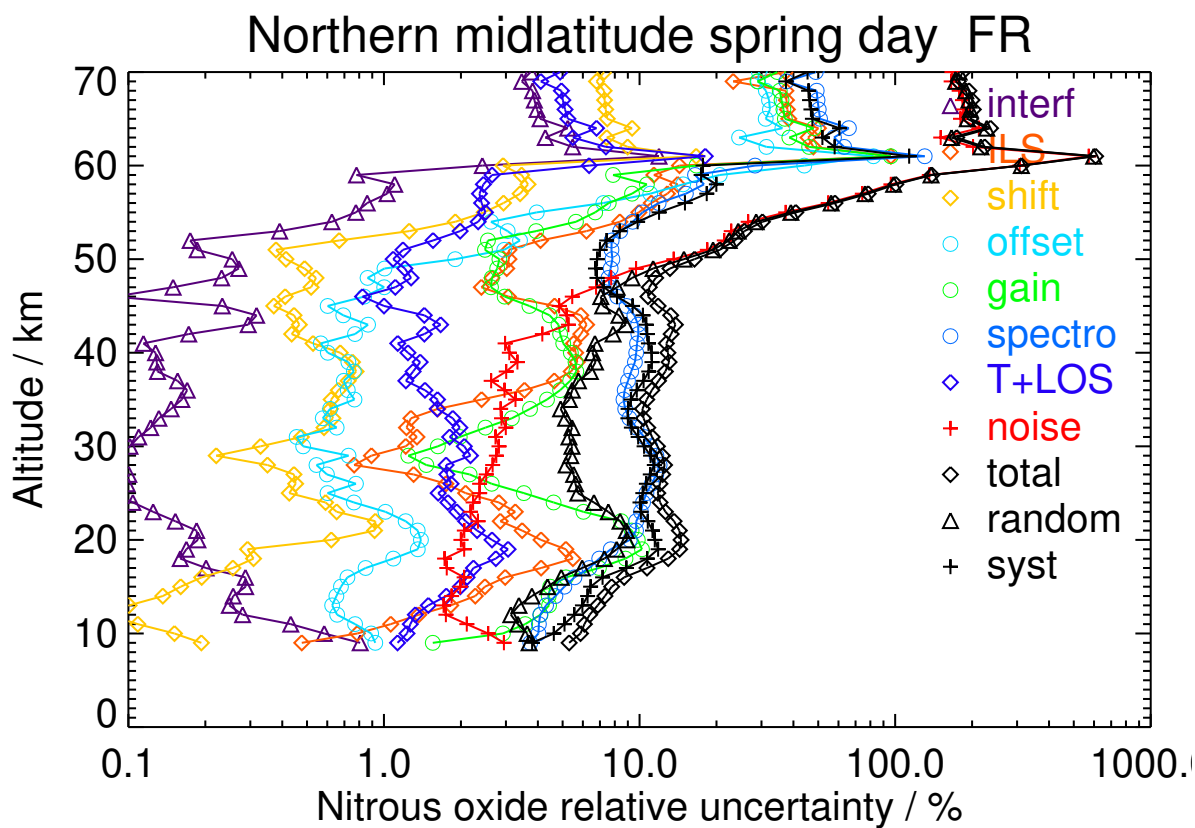 Northern midlatitude spring day FR
70
60
50
40
30
20
10
0
Altitude / km
interf
ILS
shift
offset
gain
spectro
T+LOS
noise
total
random
syst
0.1 1.0 10.0 100.0 1000.0
Nitrous oxide relative uncertainty / %